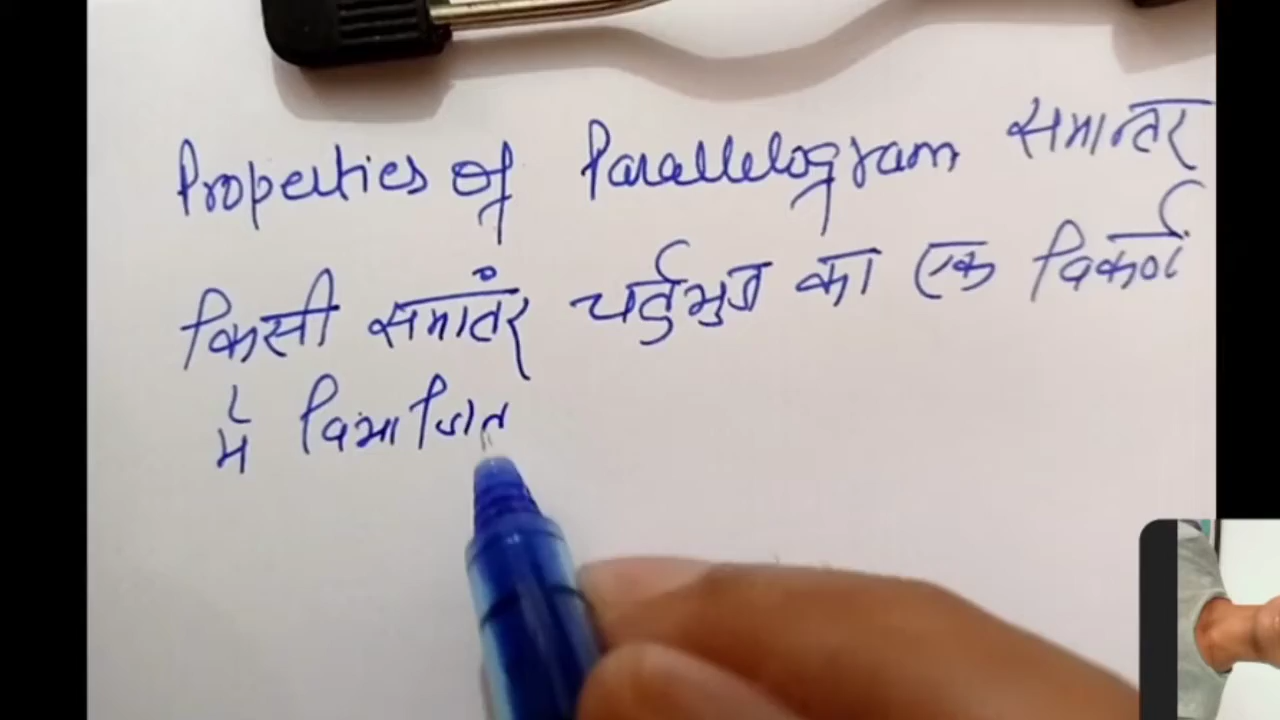 Properties of Parallelogram समान्तर
किसी समांतर चर्तुभुज का एक विकर्ण
में विभाजित